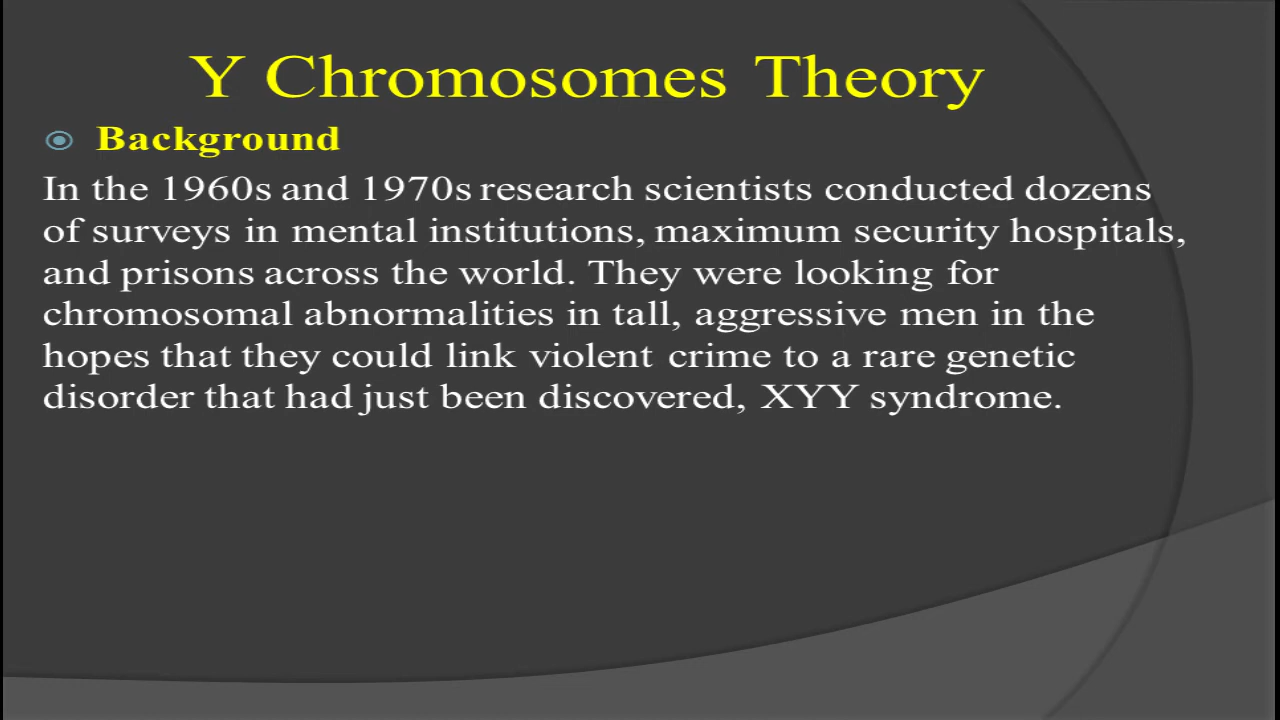 Y Chromosomes Theory
Background
In the 1960s and 1970s research scientists conducted dozens
of surveys in mental institutions, maximum security hospitals,
and prisons across the world. They were looking for
chromosomal abnormalities in tall, aggressive men in the
hopes that they could link violent crime to a rare genetic
disorder that had just been discovered, XYY syndrome.